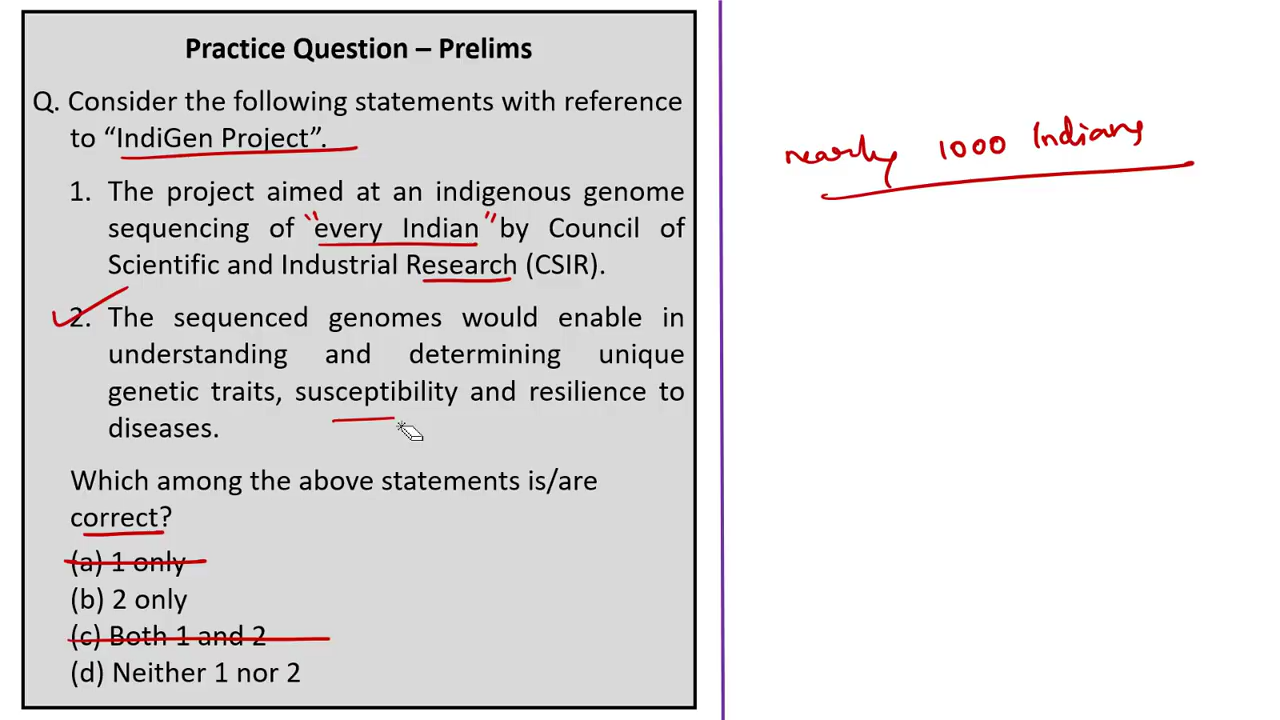 Practice Question – Prelims
Q. Consider the following statements with reference
to “IndiGen Project”.
1. The project aimed at an indigenous genome
sequencing of "every Indian" by Council of
Scientific and Industrial Research (CSIR).
2. The sequenced genomes would enable in
understanding and determining unique
genetic traits, susceptibility and resilience to
diseases.
Which among the above statements is/are
correct?
(a) 1 only
(b) 2 only
(c) Both 1 and 2
(d) Neither 1 nor 2
nearly 1000 Indians